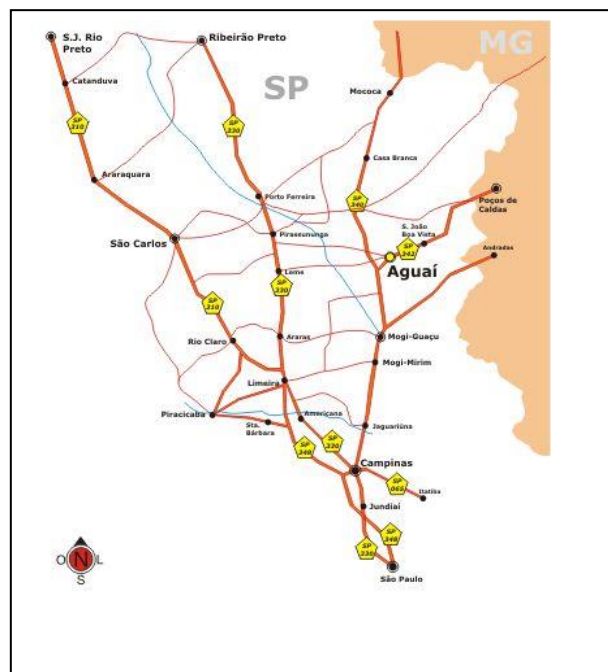 S.J. Rio
Preto
Ribeirão Preto
MG
SP
Catanduva
Mococa
SP
310
SP
330
Casa Branca
Araraquara
Porto Ferreira
SP
340
Poços de
Caldas
Pirassununga
S. João
Boa Vista
São Carlos
SP
342
Andradas
Leme
Aguaí
SP
330
SP
310
Rio Claro
Araras
Mogi-Guaçu
Mogi-Mirim
Limeira
Piracicaba
Americana
Sta.
Bárbara
Jaguariúna
SP
330
SP
348
Campinas
SP
065
Itatiba
Jundiaí
SP
348
SP
330
São Paulo
N
O
L
S